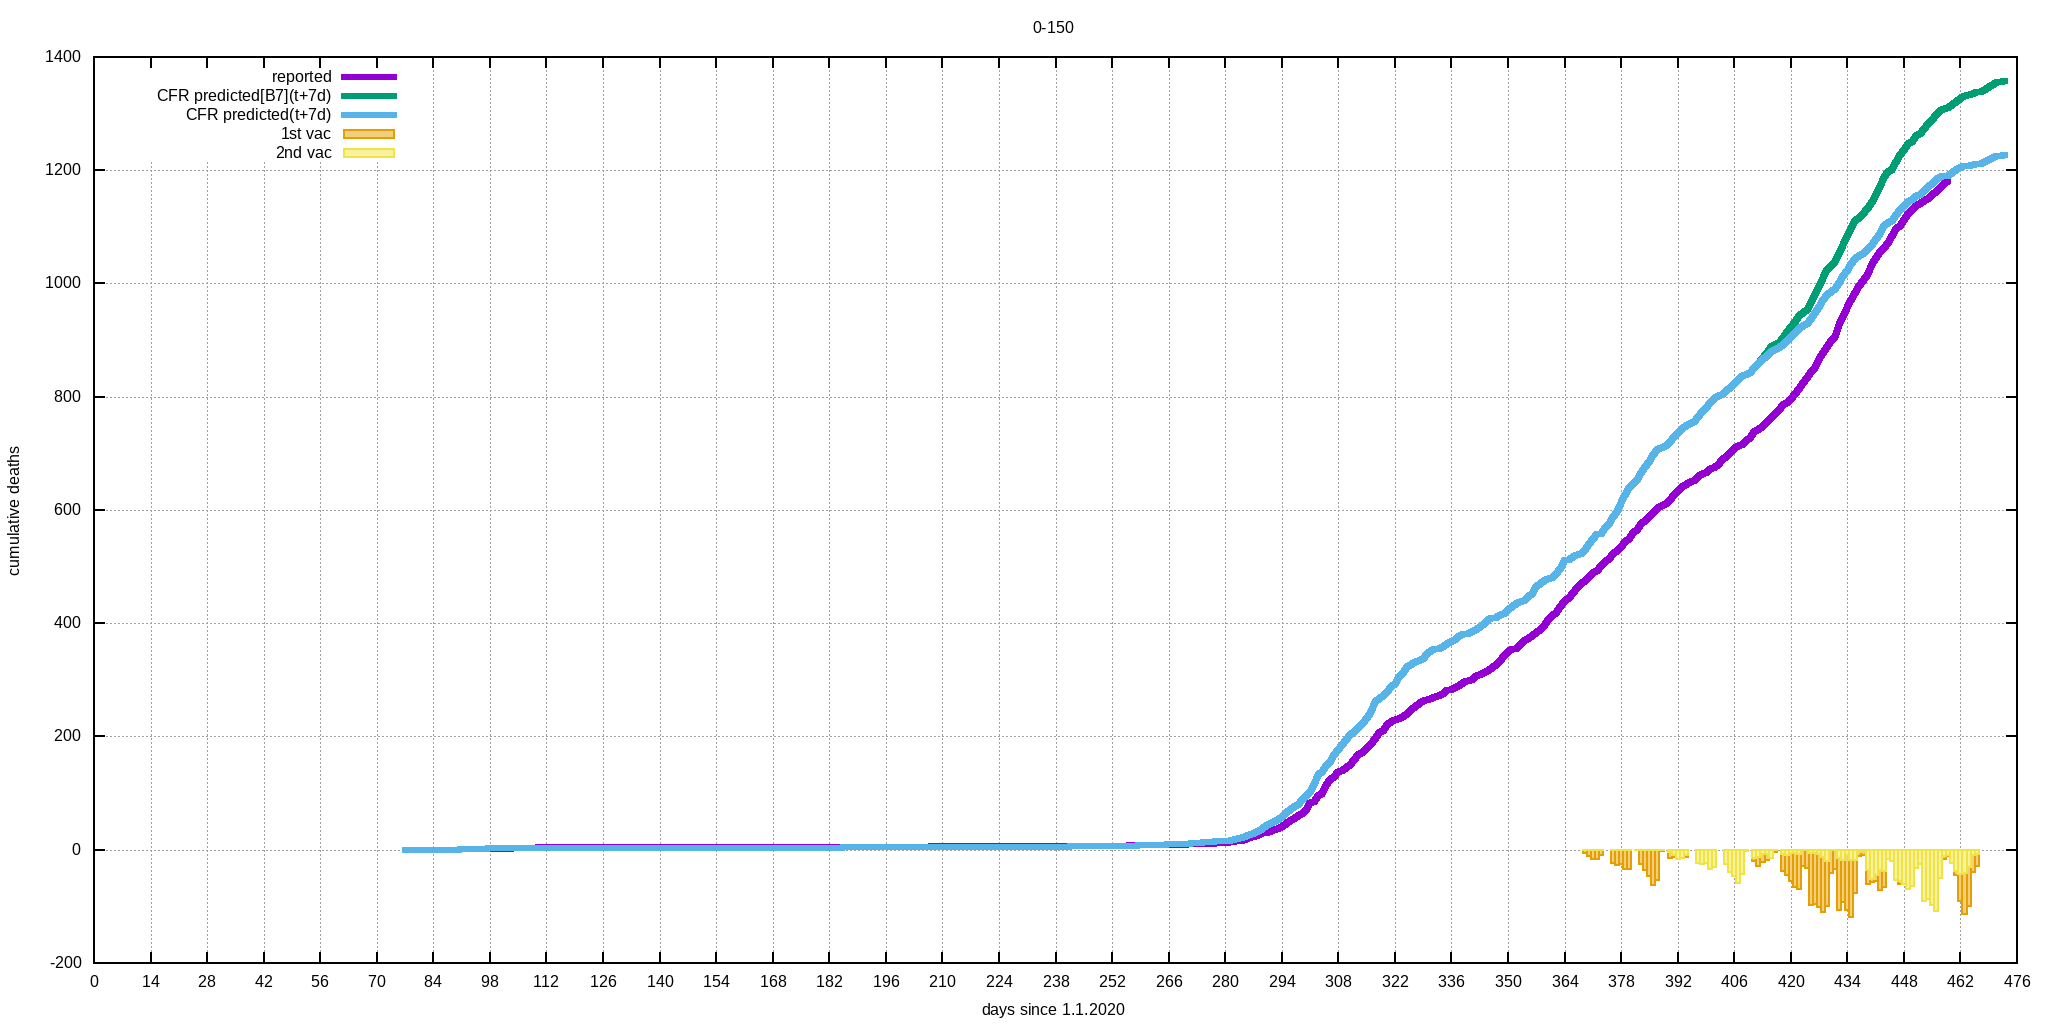 0-150
1400
1200
1000
800
600
400
200
0
-200
cumulative deaths
reported
CFR predicted[B7](t+7d)
CFR predicted(t+7d)
1st vac
2nd vac
0 14 28 42 56 70 84 98 112 126 140 154 168 182 196 210 224 238 252 266 280 294 308 322 336 350 364 378 392 406 420 434 448 462 476
days since 1.1.2020